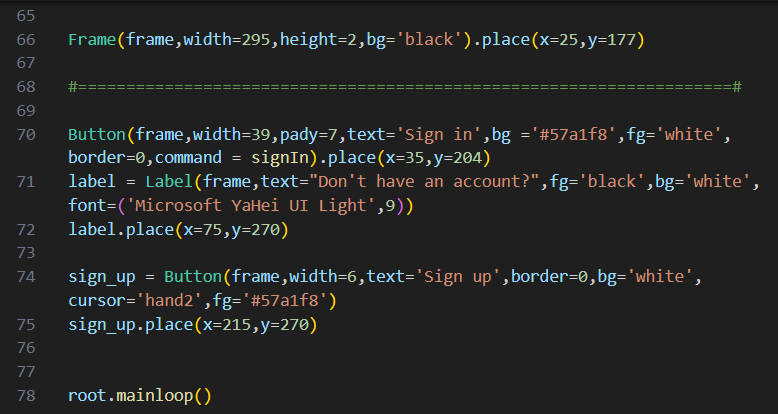 65
66 Frame(frame,width=295,height=2,bg='black').place(x=25,y=177)
67
68 #====================================================================#
69
70 Button(frame,width=39,pady=7,text='Sign in',bg ='#57a1f8',fg='white',
border=0,command = signIn).place(x=35,y=204)
71 label = Label(frame,text="Don't have an account?",fg='black',bg='white',
font=('Microsoft YaHei UI Light',9))
72 label.place(x=75,y=270)
73
74 sign_up = Button(frame,width=6,text='Sign up',border=0,bg='white',
cursor='hand2',fg='#57a1f8')
75 sign_up.place(x=215,y=270)
76
77
78 root.mainloop()